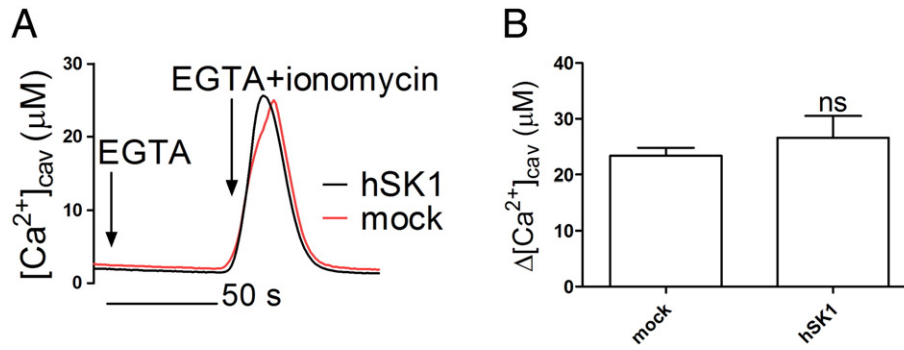 A
[Ca²⁺]cav (μM)
30
20
10
0
EGTA
EGTA+ionomycin
hSK1
mock
50 s
B
Δ[Ca²⁺]cav (μM)
40
30
20
10
0
ns
mock
hSK1